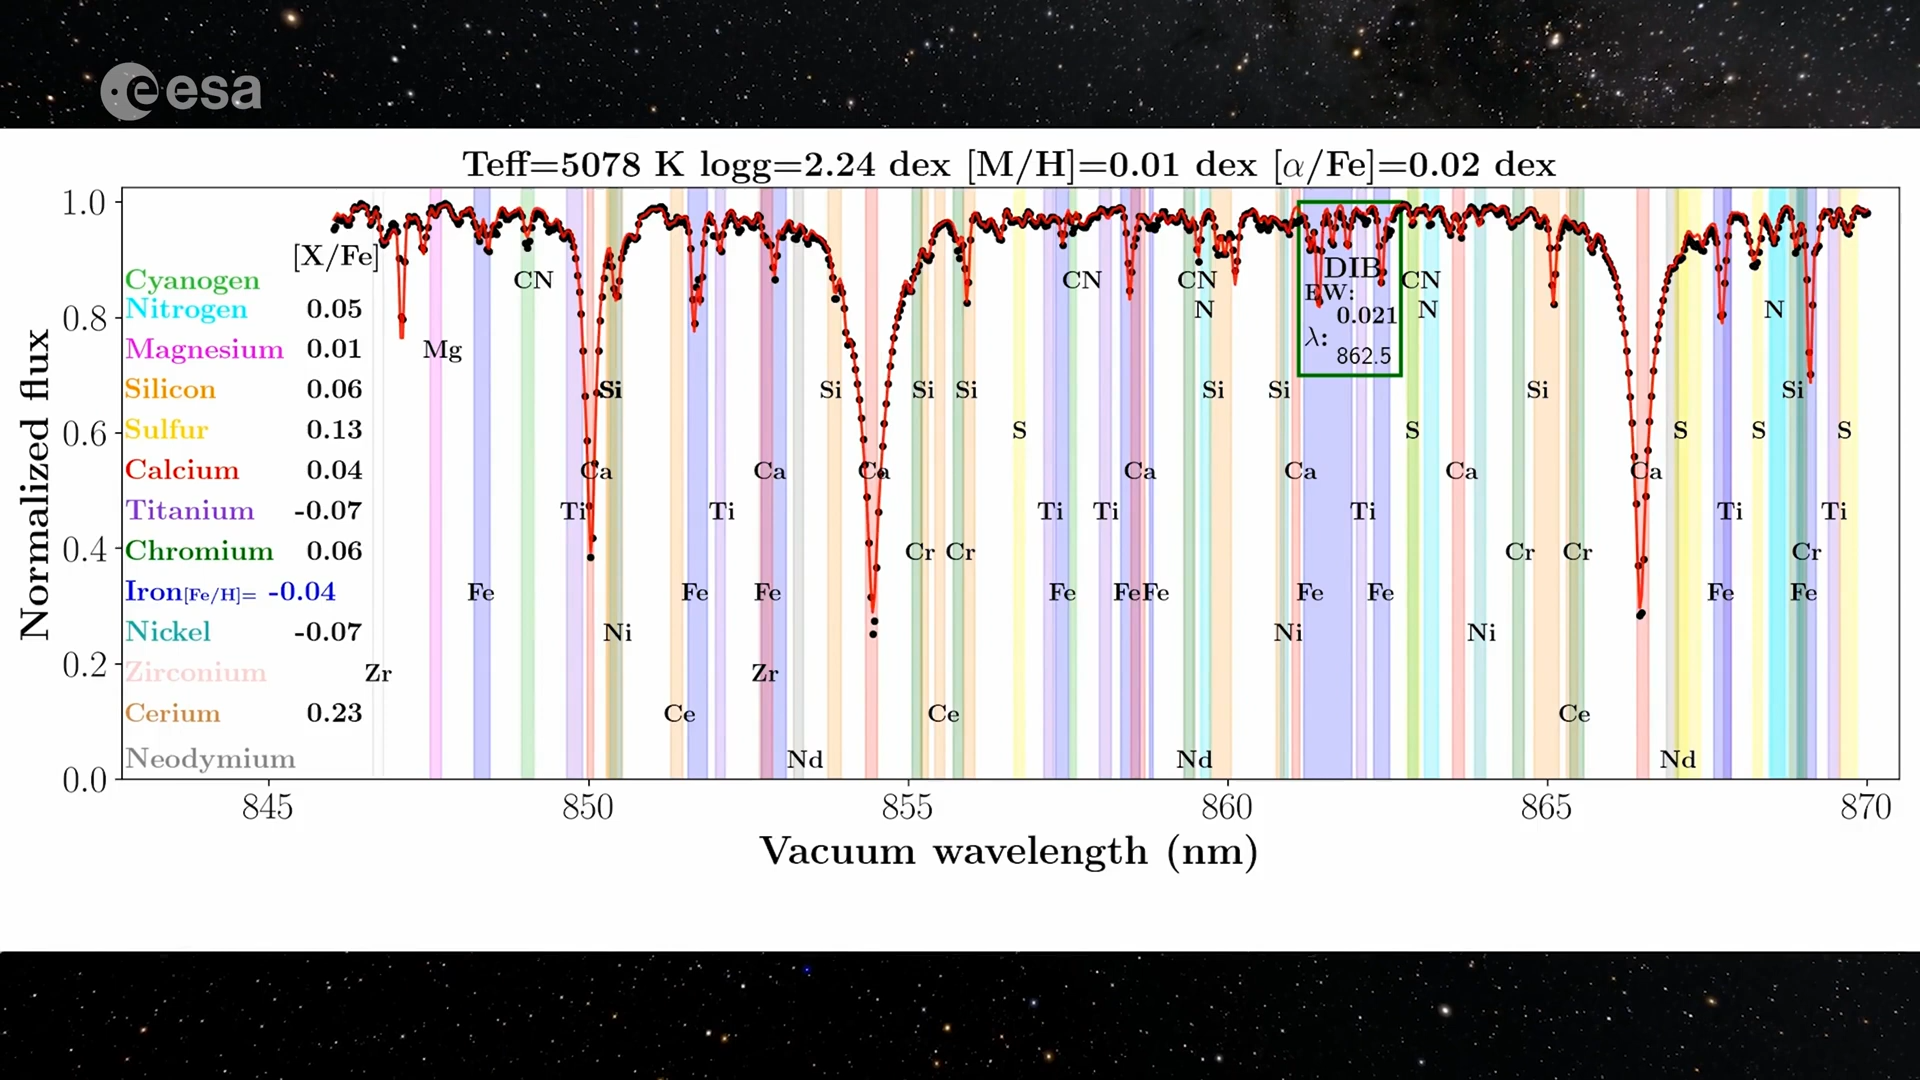 esa
Teff=5078 K logg=2.24 dex [M/H]=0.01 dex [α/Fe]=0.02 dex
Normalized flux
1.0
0.8
0.6
0.4
0.2
0.0
[X/Fe]
Cyanogen CN CN CN CN
Nitrogen 0.05 N N N
Magnesium 0.01 Mg
Silicon 0.06 Si Si Si Si Si Si Si Si
Sulfur 0.13 S S S S S
Calcium 0.04 Ca Ca Ca Ca Ca Ca Ca
Titanium -0.07 Ti Ti Ti Ti Ti Ti Ti
Chromium 0.06 Cr Cr Cr Cr Cr
Iron[Fe/H]= -0.04 Fe Fe Fe Fe Fe Fe Fe Fe Fe Fe
Nickel -0.07 Ni Ni Ni
Zirconium Zr Zr
Cerium 0.23 Ce Ce Ce
Neodymium Nd Nd Nd
DIB
EW:
0.021
λ:
862.5
845 850 855 860 865 870
Vacuum wavelength (nm)